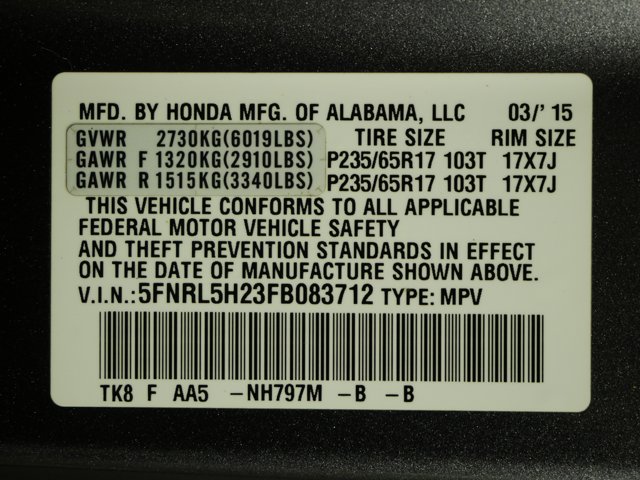 MFD. BY HONDA MFG. OF ALABAMA, LLC 03/'15
GVWR 2730KG(6019LBS) TIRE SIZE RIM SIZE
GAWR F 1320KG(2910LBS) P235/65R17 103T 17X7J
GAWR R 1515KG(3340LBS) P235/65R17 103T 17X7J
THIS VEHICLE CONFORMS TO ALL APPLICABLE
FEDERAL MOTOR VEHICLE SAFETY
AND THEFT PREVENTION STANDARDS IN EFFECT
ON THE DATE OF MANUFACTURE SHOWN ABOVE.
V.I.N.:5FNRL5H23FB083712 TYPE: MPV
TK8 F AA5 -NH797M -B -B